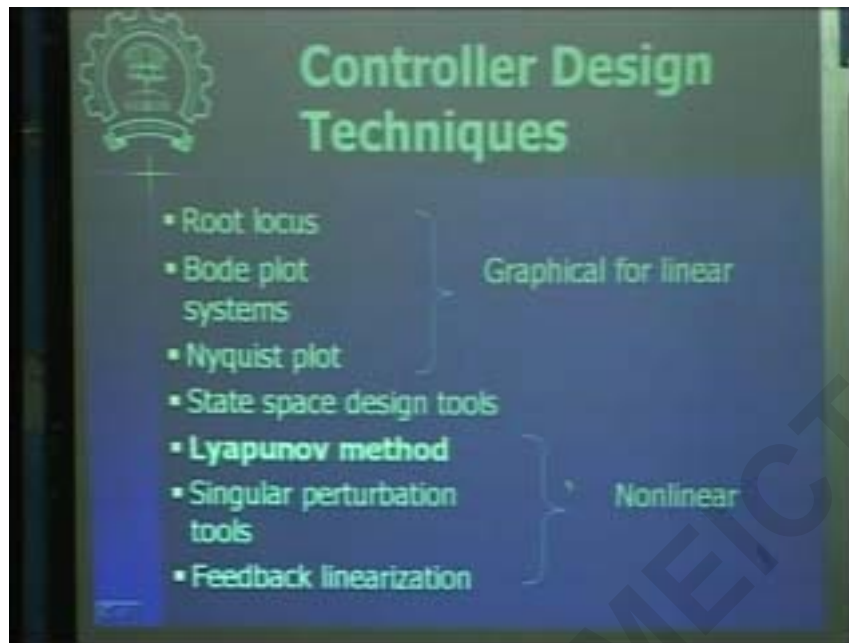 Controller Design
Techniques
▪ Root locus
▪ Bode plot
systems
Graphical for linear
▪ Nyquist plot
▪ State space design tools
▪ Lyapunov method
▪ Singular perturbation
tools
Nonlinear
▪ Feedback linearization
MEICT